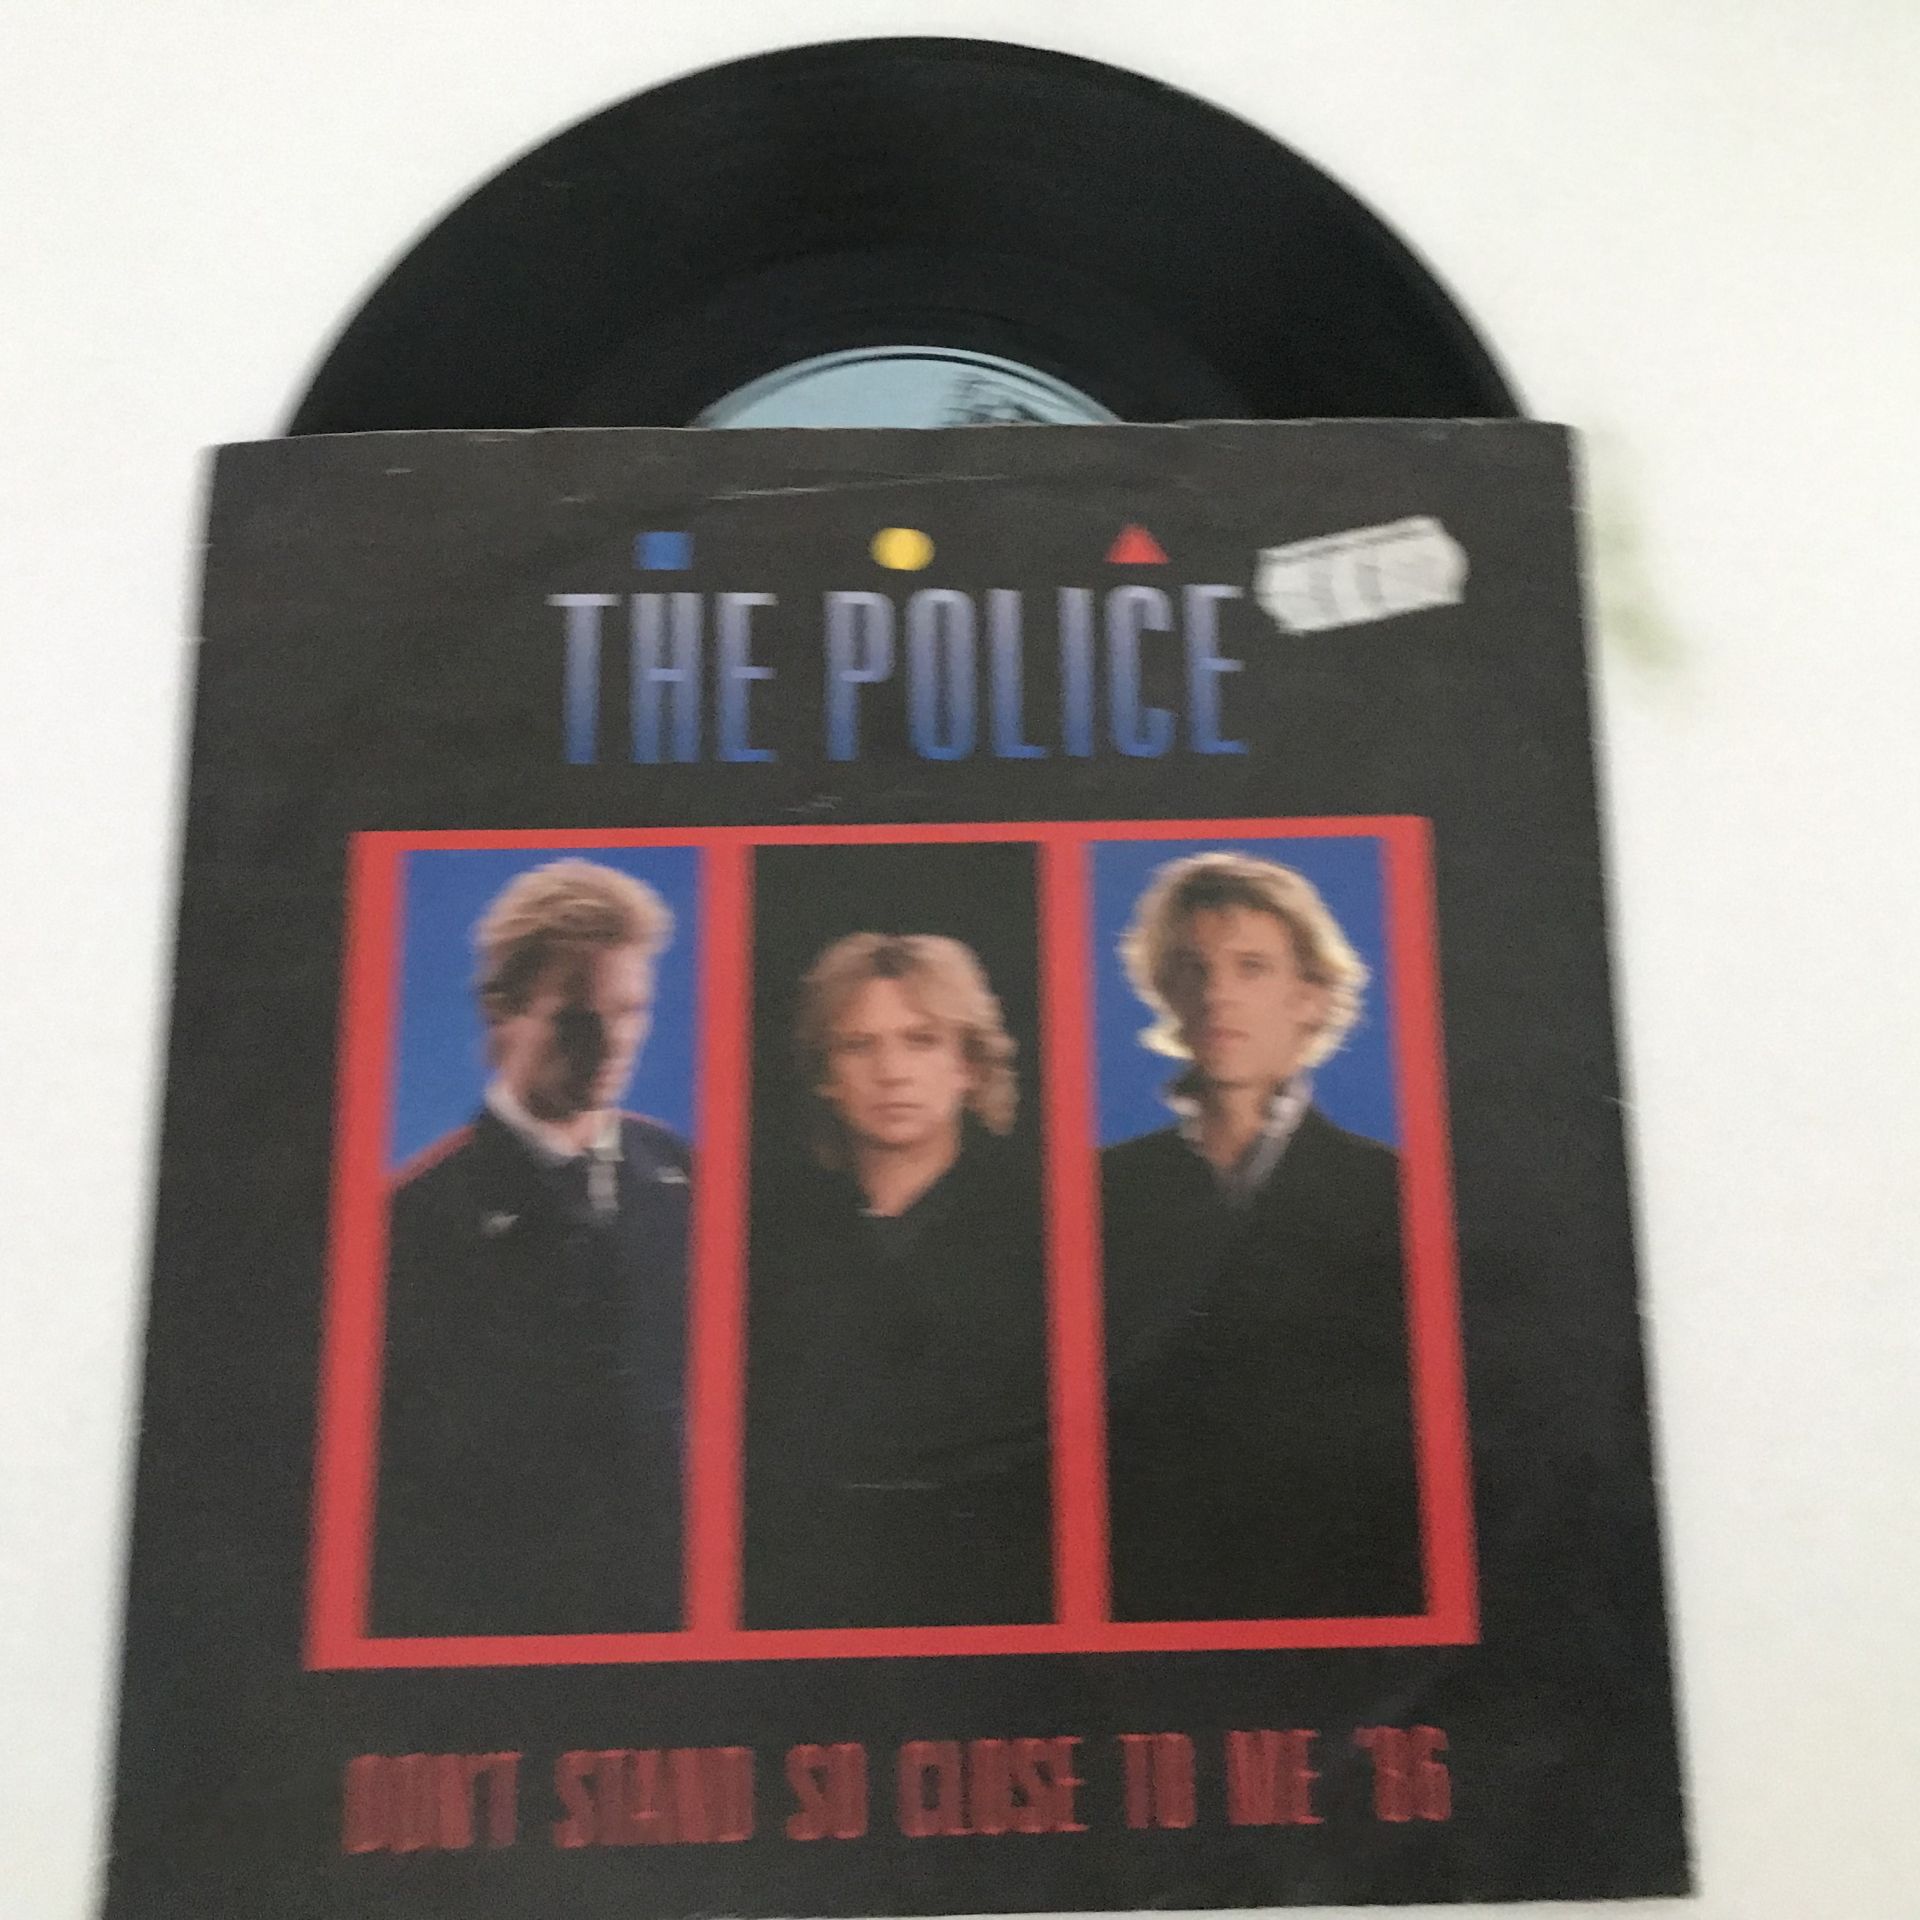 THE POLICE
DON'T STAND SO CLOSE TO ME '86